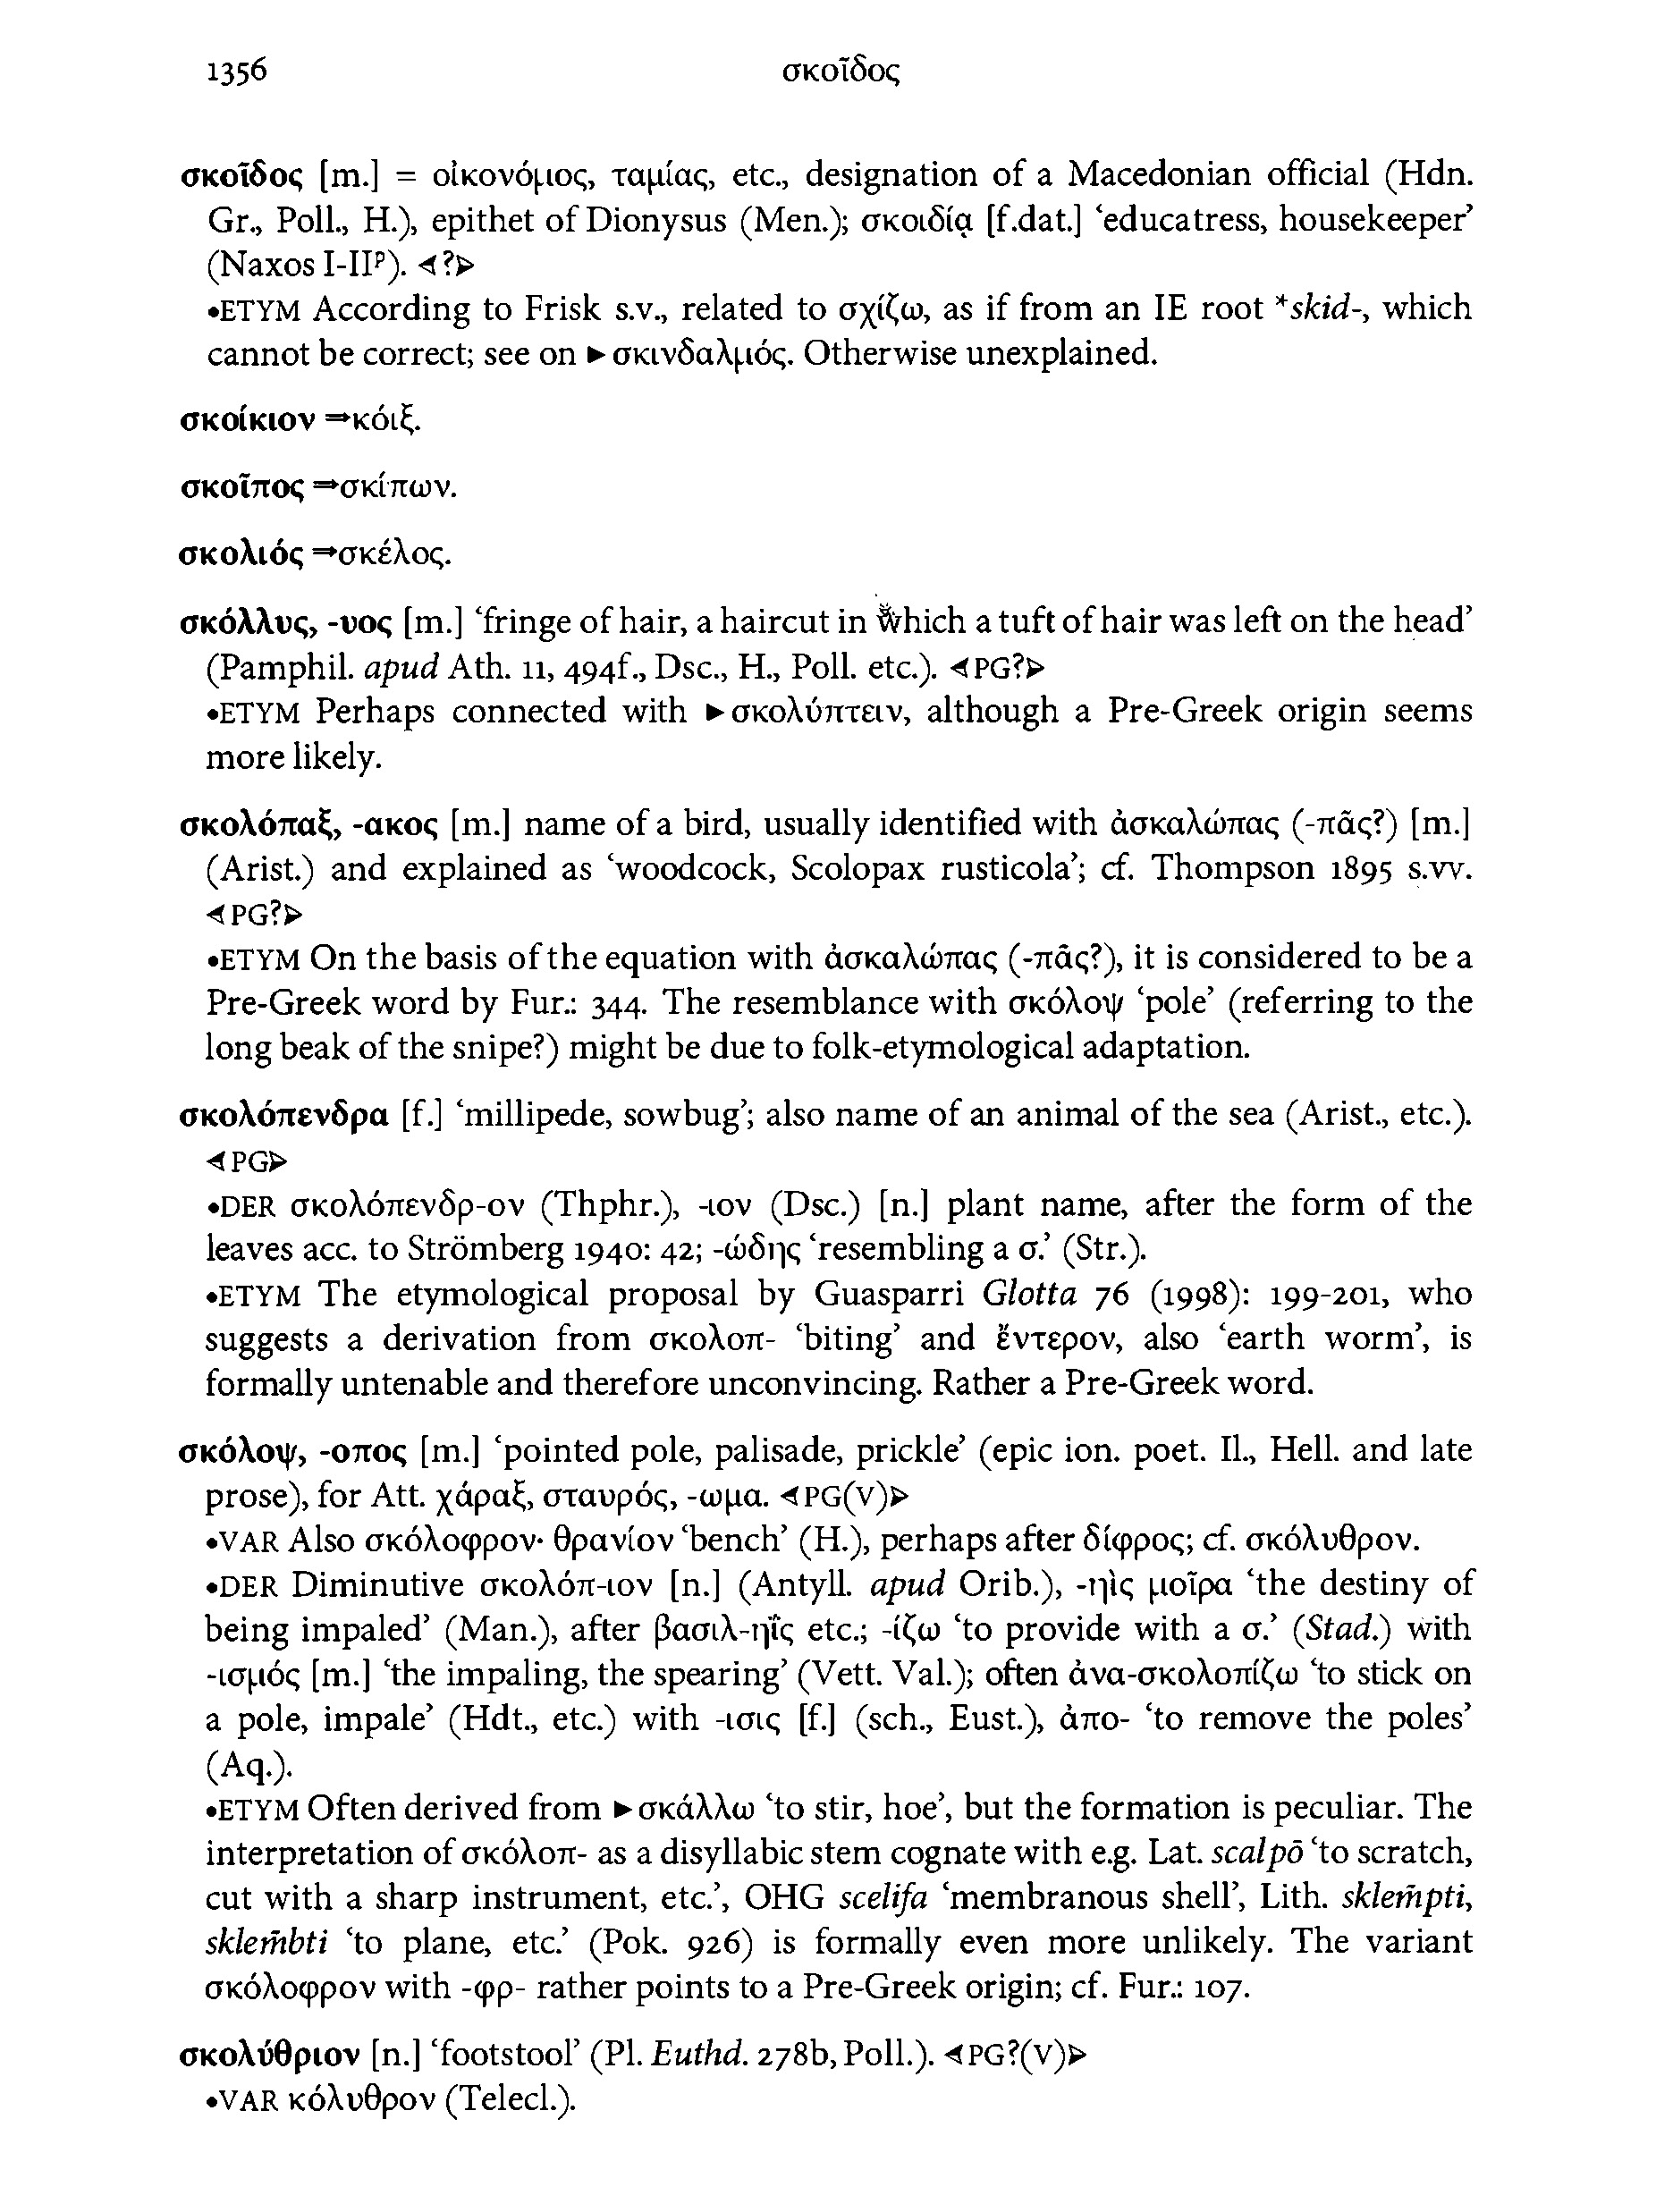 1356 σκοῖδος
σκοῖδος [m.] = οἰκονόμος, ταμίας, etc., designation of a Macedonian official (Hdn.
Gr., Poll., H.), epithet of Dionysus (Men.); σκοιδίᾳ [f.dat.] ‘educatress, housekeeper’
(Naxos I-IIᵖ). ⊲?⊳
•ETYM According to Frisk s.v., related to σχίζω, as if from an IE root *skid-, which
cannot be correct; see on ►σκινδαλμός. Otherwise unexplained.
σκοίκιον ⇒κόιξ.
σκοῖπος ⇒σκίπων.
σκολιός ⇒σκέλος.
σκόλλυς, -υος [m.] ‘fringe of hair, a haircut in which a tuft of hair was left on the head’
(Pamphil. apud Ath. 11, 494f., Dsc., H., Poll. etc.). ⊲PG?⊳
•ETYM Perhaps connected with ►σκολύπτειν, although a Pre-Greek origin seems
more likely.
σκολόπαξ, -ακος [m.] name of a bird, usually identified with ἀσκαλώπας (-πᾶς?) [m.]
(Arist.) and explained as ‘woodcock, Scolopax rusticola’; cf. Thompson 1895 s.vv.
⊲PG?⊳
•ETYM On the basis of the equation with ἀσκαλώπας (-πᾶς?), it is considered to be a
Pre-Greek word by Fur.: 344. The resemblance with σκόλοψ ‘pole’ (referring to the
long beak of the snipe?) might be due to folk-etymological adaptation.
σκολόπενδρα [f.] ‘millipede, sowbug’; also name of an animal of the sea (Arist., etc.).
⊲PG⊳
•DER σκολόπενδρ-ον (Thphr.), -ιον (Dsc.) [n.] plant name, after the form of the
leaves acc. to Strömberg 1940: 42; -ώδης ‘resembling a σ.’ (Str.).
•ETYM The etymological proposal by Guasparri Glotta 76 (1998): 199-201, who
suggests a derivation from σκολοπ- ‘biting’ and ἔντερον, also ‘earth worm’, is
formally untenable and therefore unconvincing. Rather a Pre-Greek word.
σκόλοψ, -οπος [m.] ‘pointed pole, palisade, prickle’ (epic ion. poet. Il., Hell. and late
prose), for Att. χάραξ, σταυρός, -ωμα. ⊲PG(V)⊳
•VAR Also σκόλοφρον· θρανίον ‘bench’ (H.), perhaps after δίφρος; cf. σκόλυθρον.
•DER Diminutive σκολόπ-ιον [n.] (Antyll. apud Orib.), -ηὶς μοῖρα ‘the destiny of
being impaled’ (Man.), after βασιλ-ηΐς etc.; -ίζω ‘to provide with a σ.’ (Stad.) with
-ισμός [m.] ‘the impaling, the spearing’ (Vett. Val.); often ἀνα-σκολοπίζω ‘to stick on
a pole, impale’ (Hdt., etc.) with -ισις [f.] (sch., Eust.), ἀπο- ‘to remove the poles’
(Aq.).
•ETYM Often derived from ►σκάλλω ‘to stir, hoe’, but the formation is peculiar. The
interpretation of σκόλοπ- as a disyllabic stem cognate with e.g. Lat. scalpō ‘to scratch,
cut with a sharp instrument, etc.’, OHG scelifa ‘membranous shell’, Lith. sklem̃pti,
sklem̃bti ‘to plane, etc.’ (Pok. 926) is formally even more unlikely. The variant
σκόλοφρον with -φρ- rather points to a Pre-Greek origin; cf. Fur.: 107.
σκολύθριον [n.] ‘footstool’ (Pl. Euthd. 278b, Poll.). ⊲PG?(V)⊳
•VAR κόλυθρον (Telecl.).